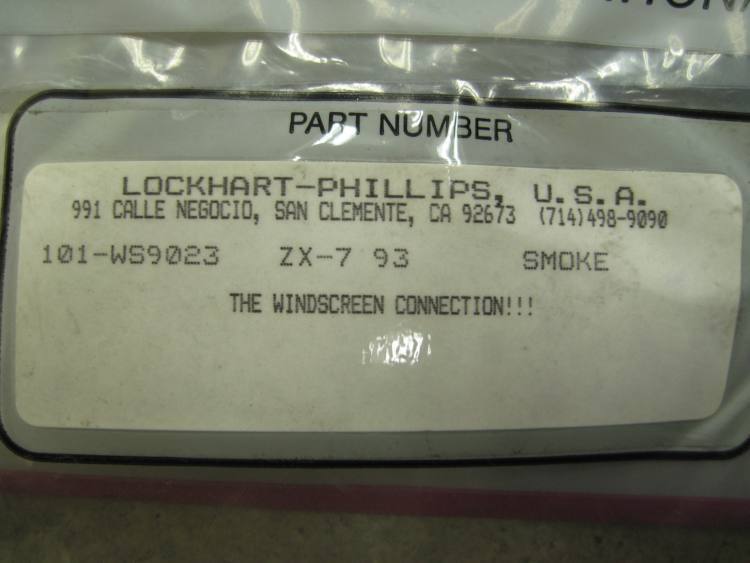 PART NUMBER
LOCKHART-PHILLIPS, U.S.A.
991 CALLE NEGOCIO, SAN CLEMENTE, CA 92673 (714)498-9090
101-WS9023 ZX-7 93 SMOKE
THE WINDSCREEN CONNECTION!!!